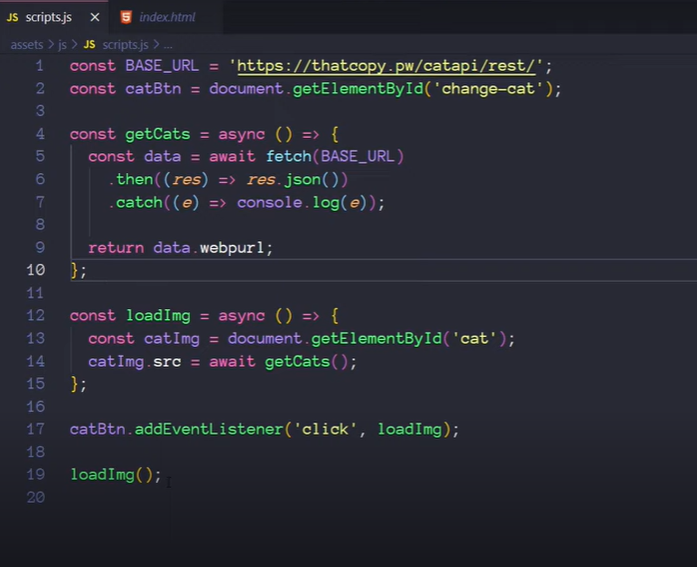 JS scripts.js × index.html
assets > js > JS scripts.js > ...
1 const BASE_URL = 'https://thatcopy.pw/catapi/rest/';
2 const catBtn = document.getElementById('change-cat');
3
4 const getCats = async () => {
5 const data = await fetch(BASE_URL)
6 .then((res) => res.json())
7 .catch((e) => console.log(e));
8
9 return data.webpurl;
10 };
11
12 const loadImg = async () => {
13 const catImg = document.getElementById('cat');
14 catImg.src = await getCats();
15 };
16
17 catBtn.addEventListener('click', loadImg);
18
19 loadImg();
20